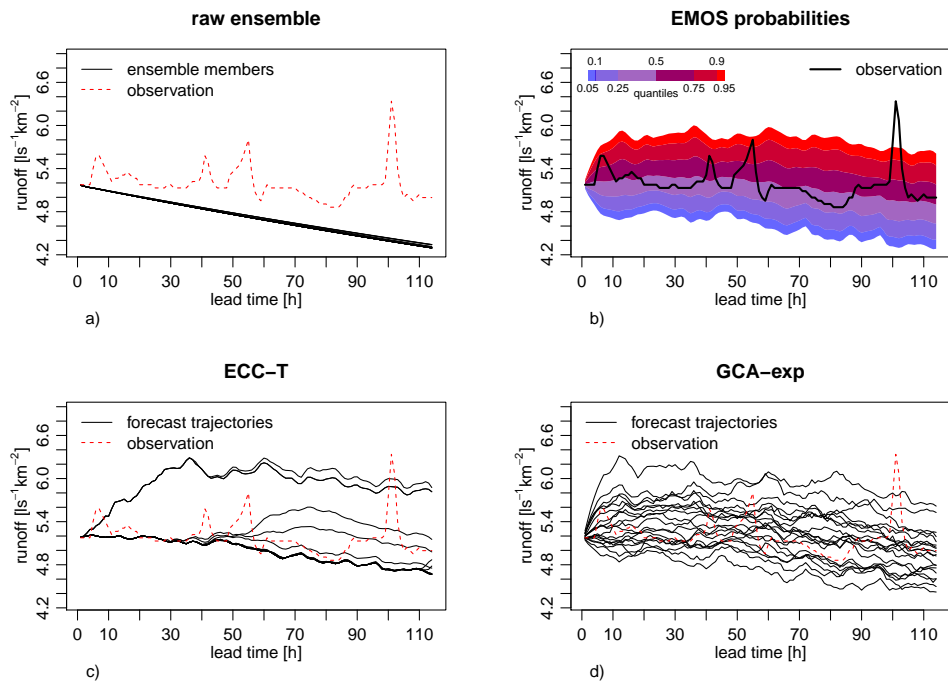 raw ensemble
ensemble members
observation
runoff [ls⁻¹km⁻²]
4.2 4.8 5.4 6.0 6.6
0 10 30 50 70 90 110
lead time [h]
a)
EMOS probabilities
0.1 0.5 0.9
0.05 0.25 0.75 0.95
quantiles
observation
runoff [ls⁻¹km⁻²]
4.2 4.8 5.4 6.0 6.6
0 10 30 50 70 90 110
lead time [h]
b)
ECC−T
forecast trajectories
observation
runoff [ls⁻¹km⁻²]
4.2 4.8 5.4 6.0 6.6
0 10 30 50 70 90 110
lead time [h]
c)
GCA−exp
forecast trajectories
observation
runoff [ls⁻¹km⁻²]
4.2 4.8 5.4 6.0 6.6
0 10 30 50 70 90 110
lead time [h]
d)